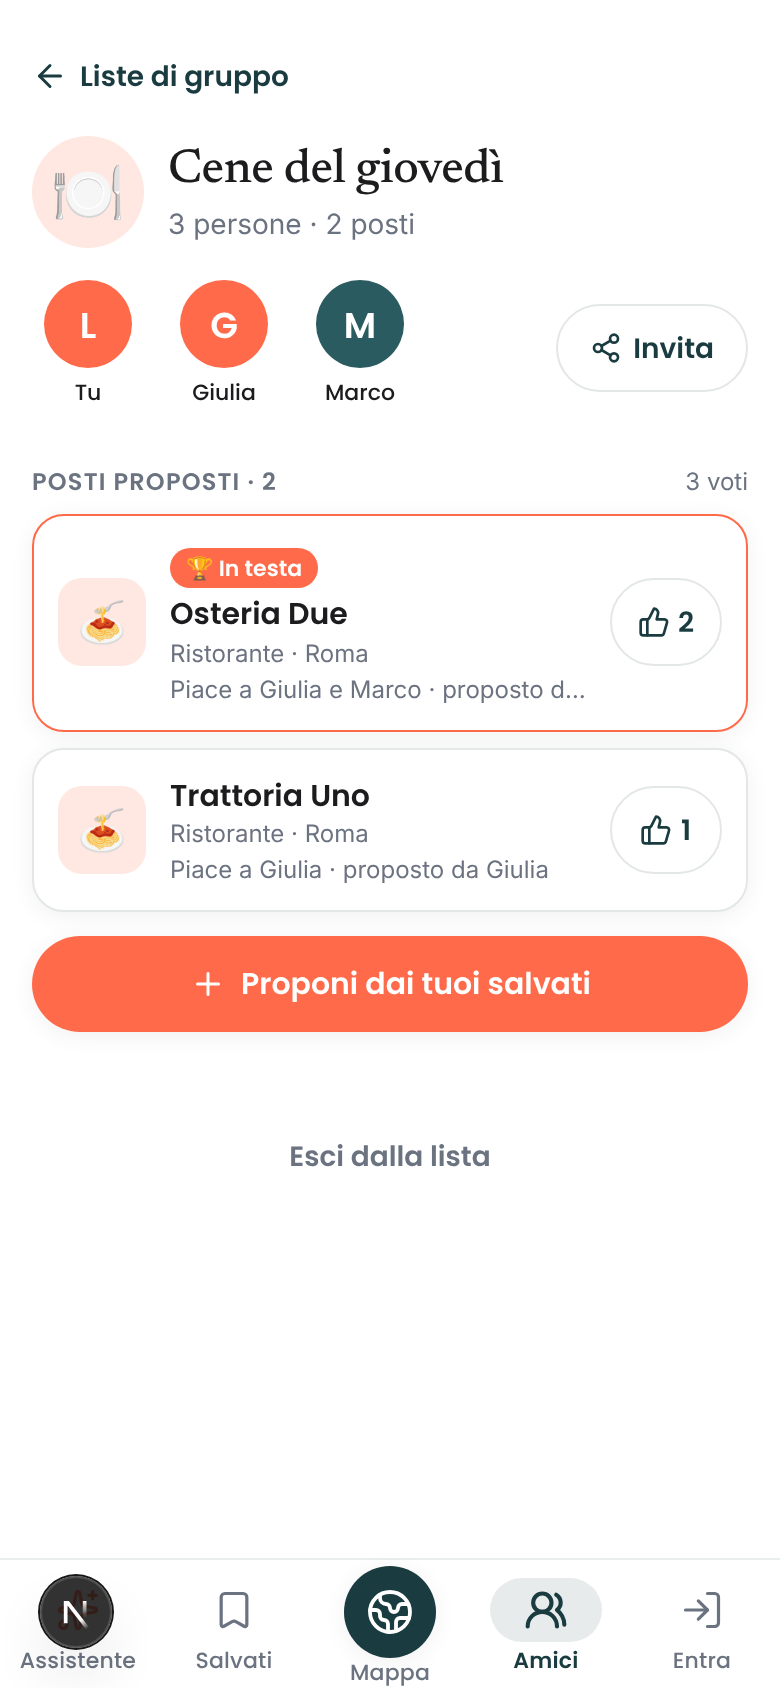 Liste di gruppo
Cene del giovedì
3 persone · 2 posti
L
G
M
Tu
Giulia
Marco
Invita
POSTI PROPOSTI · 2
3 voti
🏆 In testa
Osteria Due
Ristorante · Roma
Piace a Giulia e Marco · proposto d...
2
Trattoria Uno
Ristorante · Roma
Piace a Giulia · proposto da Giulia
1
Proponi dai tuoi salvati
Esci dalla lista
N
Assistente
Salvati
Mappa
Amici
Entra